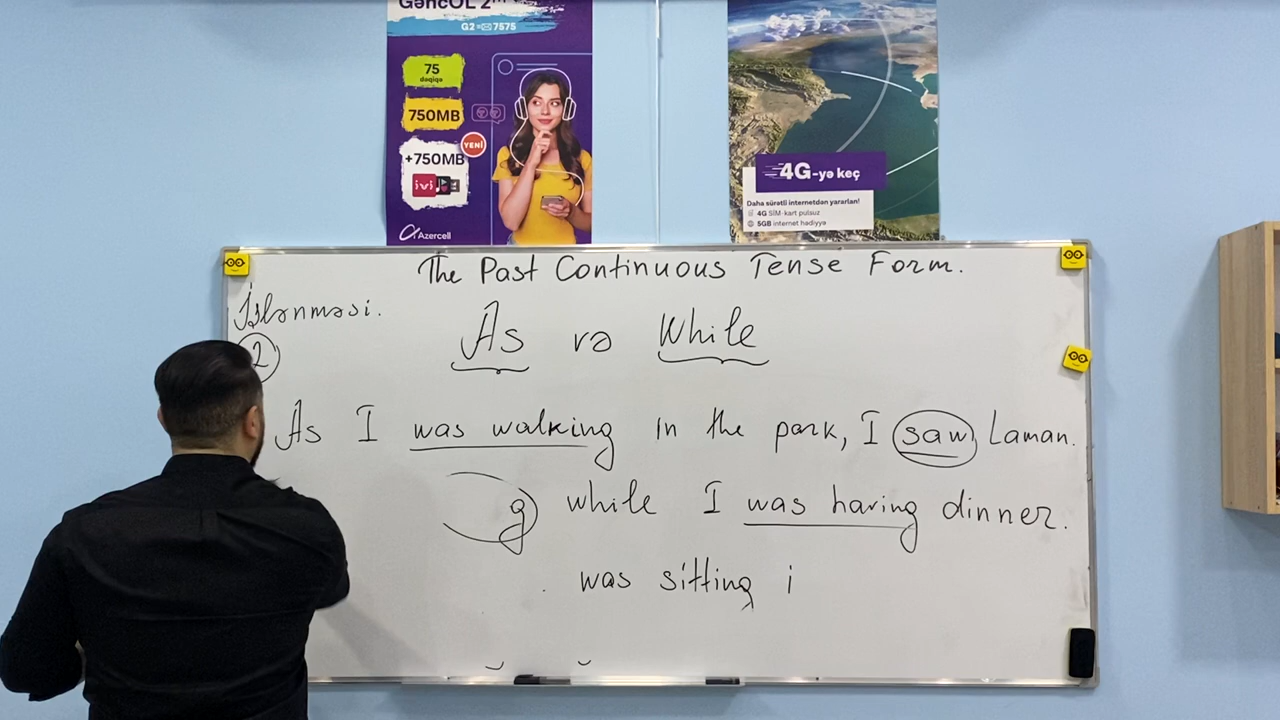 GəncOL 2
G2 7575
75
dəqiqə
750MB
YENİ
+750MB
ivi
Azercell
4G-yə keç
Daha sürətli internetdən yararlan!
4G SİM-kart pulsuz
5GB internet hədiyyə
The Past Continuous Tense Form.
İşlənməsi.
As və While
2
As I was walking in the park, I saw Laman.
g while I was having dinner.
was sitting i